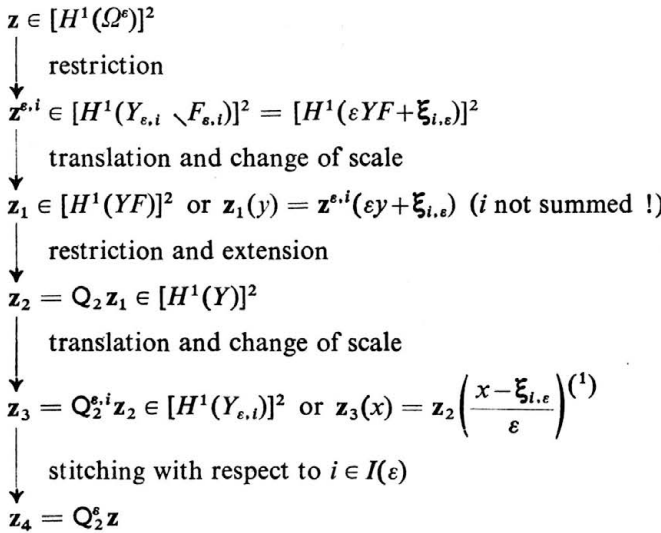 z ∈ [H¹(Ωᵋ)]²
restriction
z^{ε,i} ∈ [H¹(Y_{ε,i} ∖F_{ε,i})]² = [H¹(εYF+ξ_{i,ε})]²
translation and change of scale
z₁ ∈ [H¹(YF)]² or z₁(y) = z^{ε,i}(εy+ξ_{i,ε}) (i not summed !)
restriction and extension
z₂ = Q₂z₁ ∈ [H¹(Y)]²
translation and change of scale
z₃ = Q₂^{ε,i}z₂ ∈ [H¹(Y_{ε,i})]² or z₃(x) = z₂((x−ξ_{i,ε})/ε)⁽¹⁾
stitching with respect to i ∈ I(ε)
z₄ = Q₂^ε z